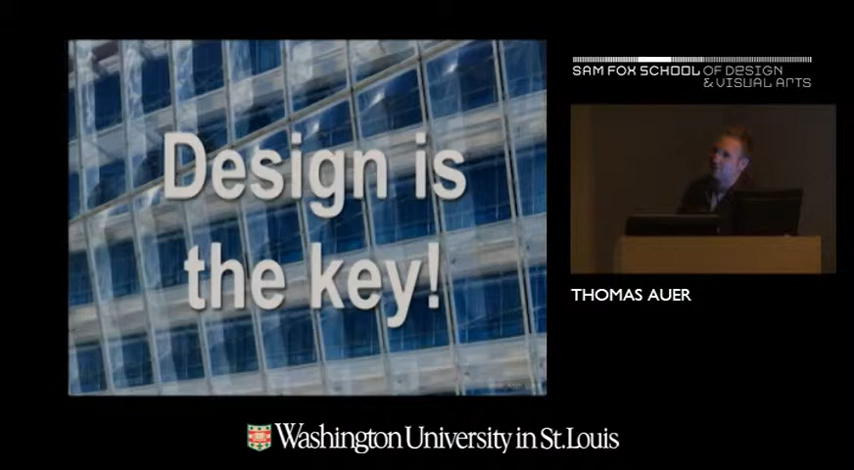 Design is
the key!
SAM FOX SCHOOL OF DESIGN
& VISUAL ARTS
THOMAS AUER
Washington University in St. Louis